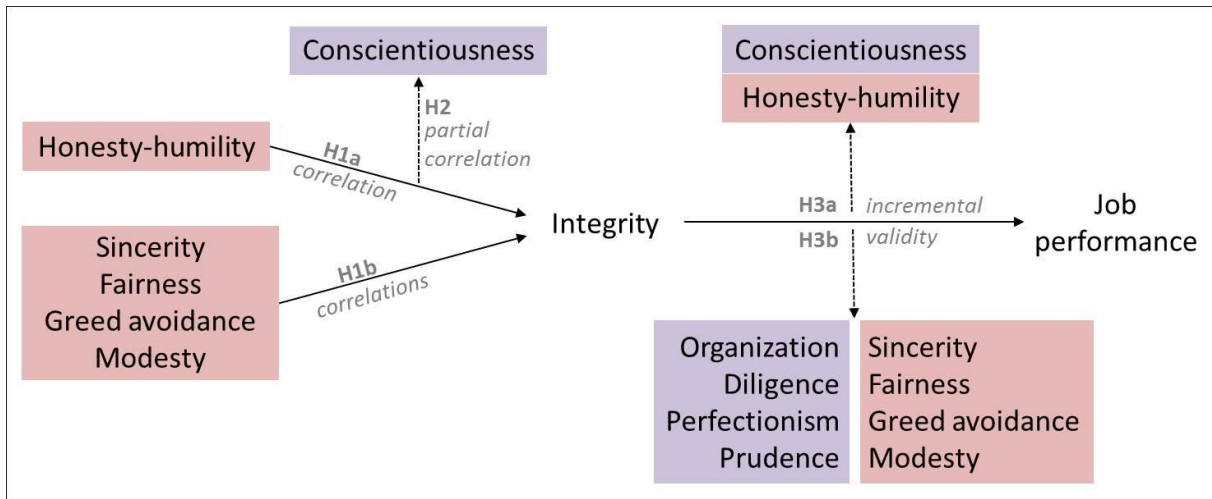 Conscientiousness
H2
partial
correlation
Honesty-humility
H1a
correlation
Sincerity
Fairness
Greed avoidance
Modesty
H1b
correlations
Integrity
Conscientiousness
Honesty-humility
H3a incremental
H3b validity
Job
performance
Organization
Diligence
Perfectionism
Prudence
Sincerity
Fairness
Greed avoidance
Modesty